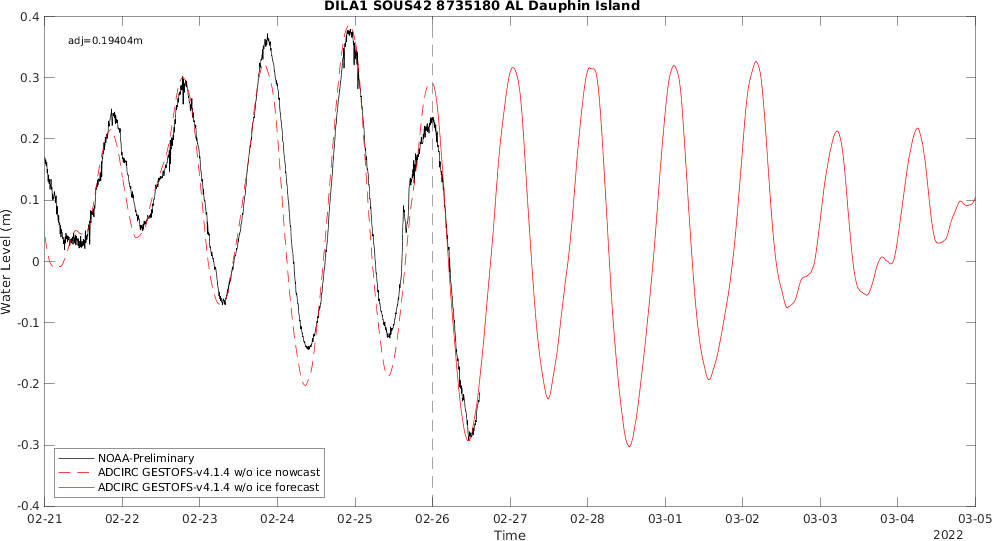 DILA1 SOUS42 8735180 AL Dauphin Island
adj=0.19404m
0.4
0.3
0.2
0.1
0
-0.1
-0.2
-0.3
-0.4
Water Level (m)
NOAA-Preliminary
ADCIRC GESTOFS-v4.1.4 w/o ice nowcast
ADCIRC GESTOFS-v4.1.4 w/o ice forecast
02-21 02-22 02-23 02-24 02-25 02-26 02-27 02-28 03-01 03-02 03-03 03-04 03-05
Time
2022